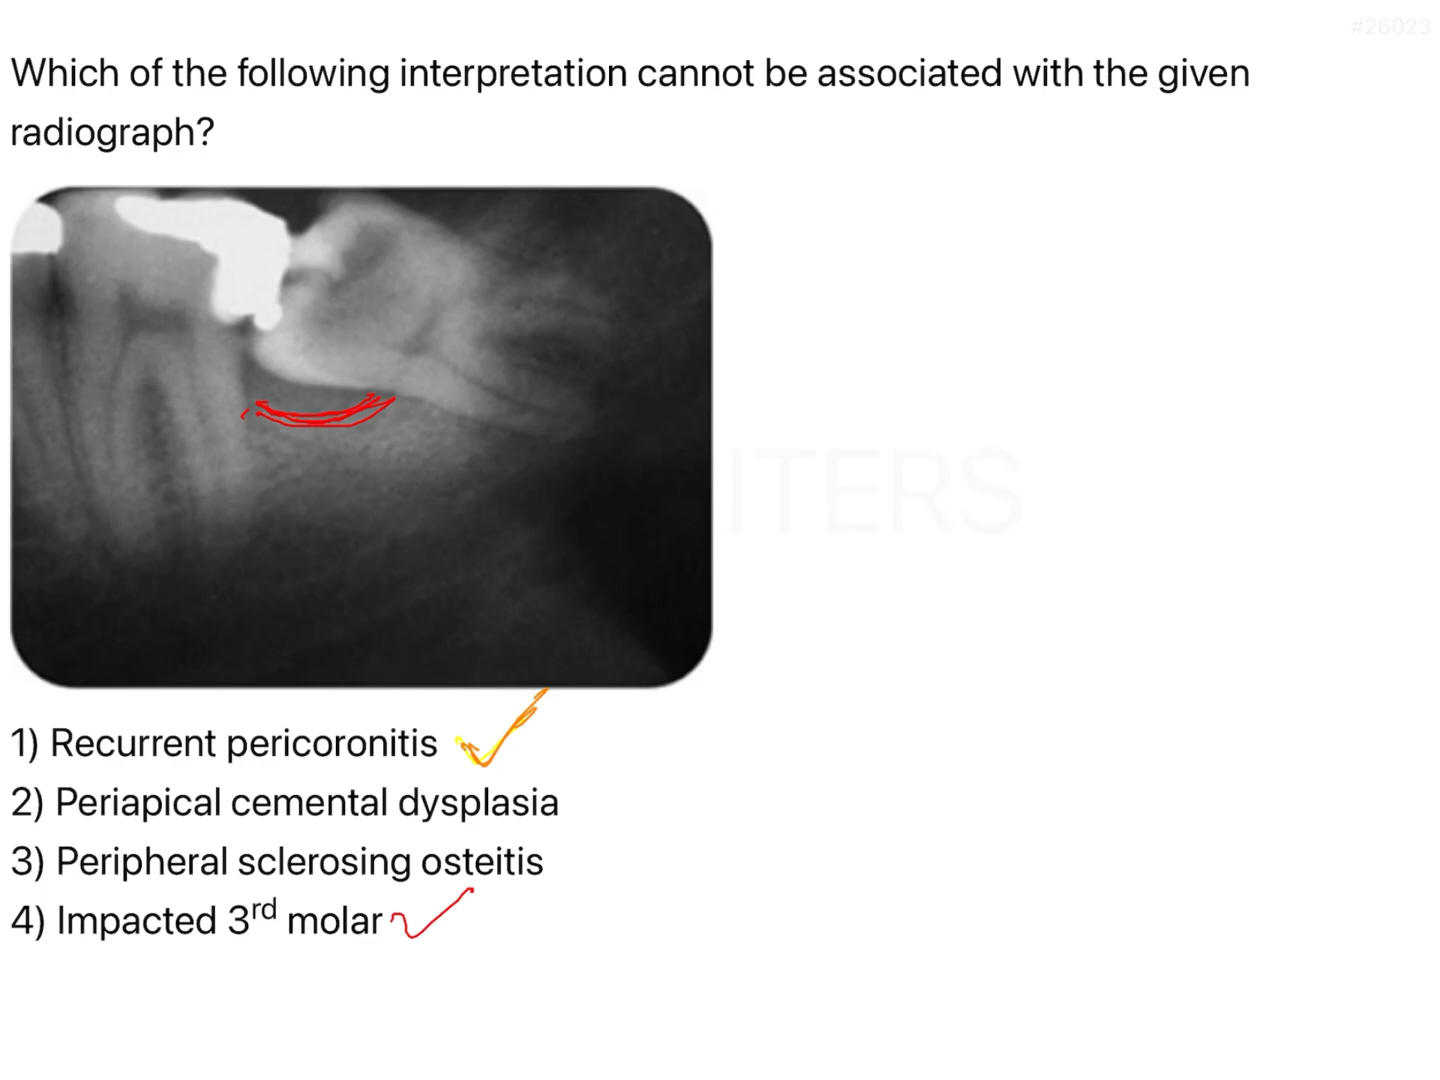 #26023
Which of the following interpretation cannot be associated with the given
radiograph?
ITERS
1) Recurrent pericoronitis
2) Periapical cemental dysplasia
3) Peripheral sclerosing osteitis
4) Impacted 3rd molar